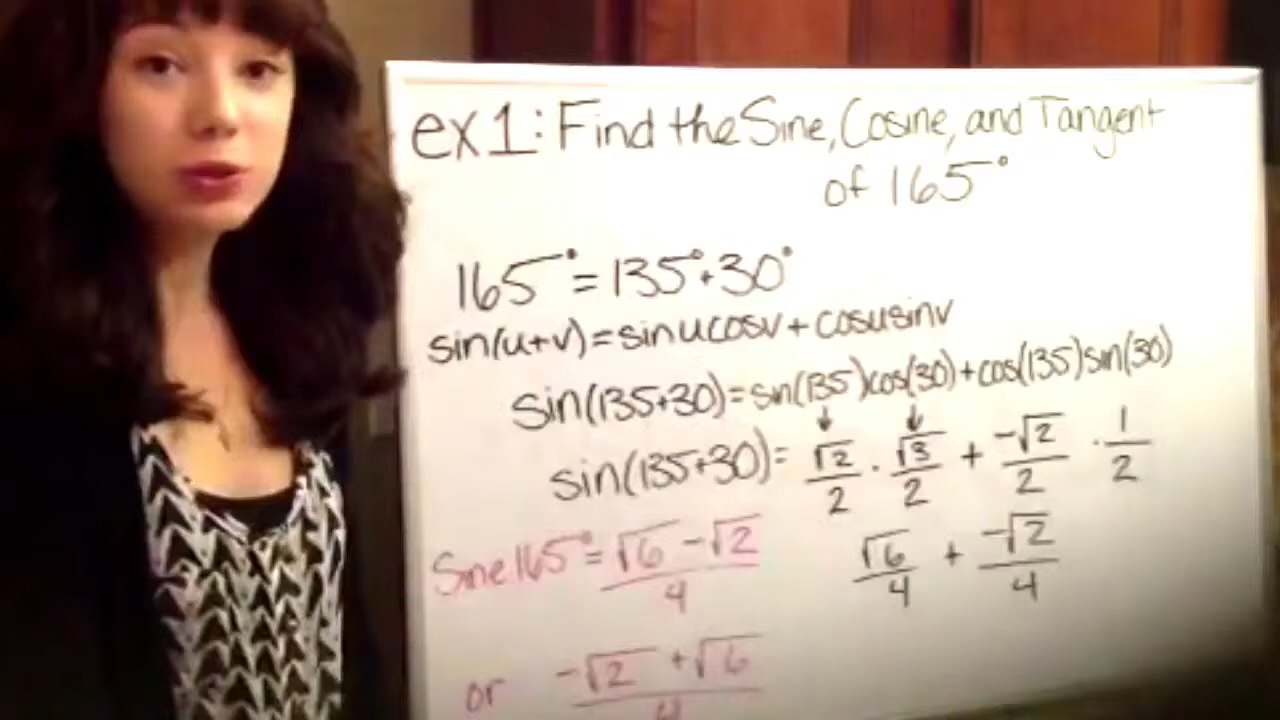 ex1: Find the Sine, Cosine, and Tangent
of 165°
165° = 135° + 30°
sin(u+v) = sinucosv + cosusinv
sin(135+30) = sin(135)cos(30) + cos(135)sin(30)
sin(135+30) = √2/2 · √3/2 + -√2/2 · 1/2
√6/4 + -√2/4
Sine165° = √6 - √2/4
or -√2 + √6/4